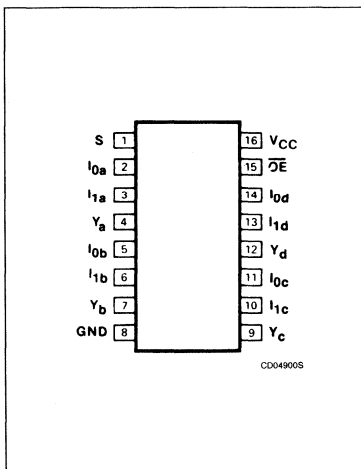 S 1
I0a 2
I1a 3
Ya 4
I0b 5
I1b 6
Yb 7
GND 8
16 VCC
15 OE
14 I0d
13 I1d
12 Yd
11 I0c
10 I1c
9 Yc
CD04900S